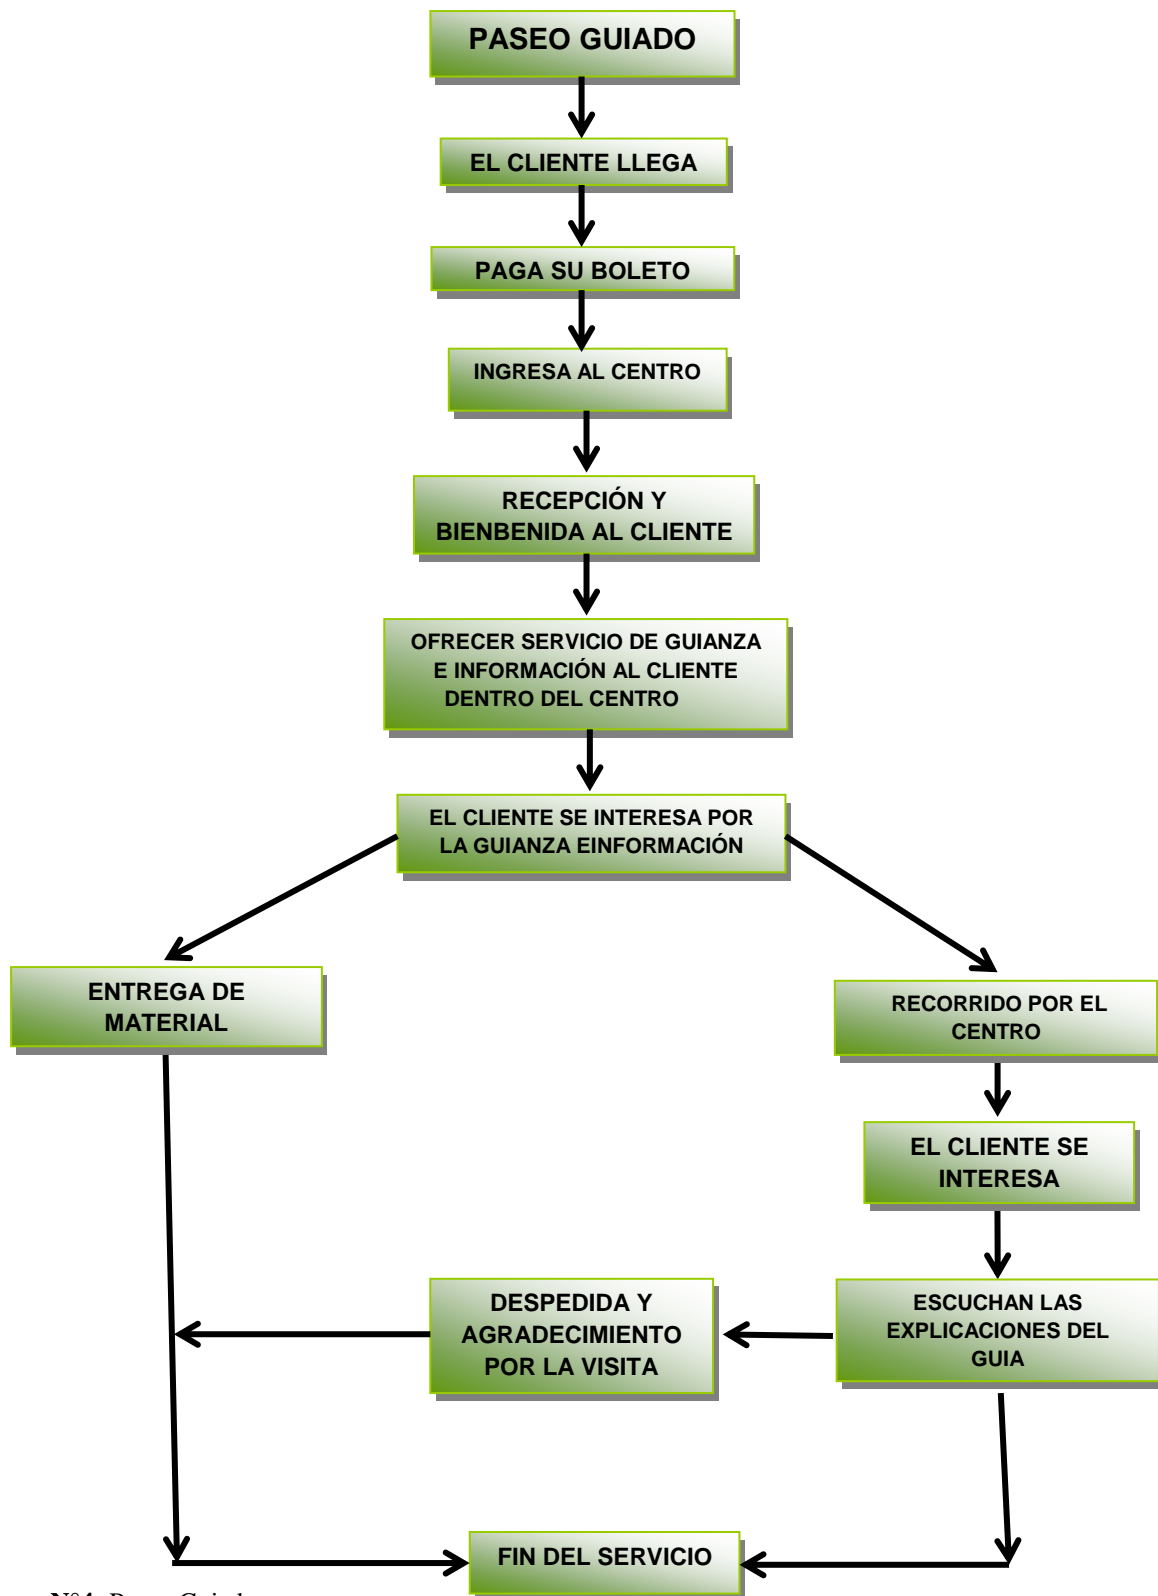 PASEO GUIADO
EL CLIENTE LLEGA
PAGA SU BOLETO
INGRESA AL CENTRO
RECEPCIÓN Y
BIENBENIDA AL CLIENTE
OFRECER SERVICIO DE GUIANZA
E INFORMACIÓN AL CLIENTE
DENTRO DEL CENTRO
EL CLIENTE SE INTERESA POR
LA GUIANZA EINFORMACIÓN
ENTREGA DE
MATERIAL
RECORRIDO POR EL
CENTRO
EL CLIENTE SE
INTERESA
ESCUCHAN LAS
EXPLICACIONES DEL
GUIA
DESPEDIDA Y
AGRADECIMIENTO
POR LA VISITA
FIN DEL SERVICIO